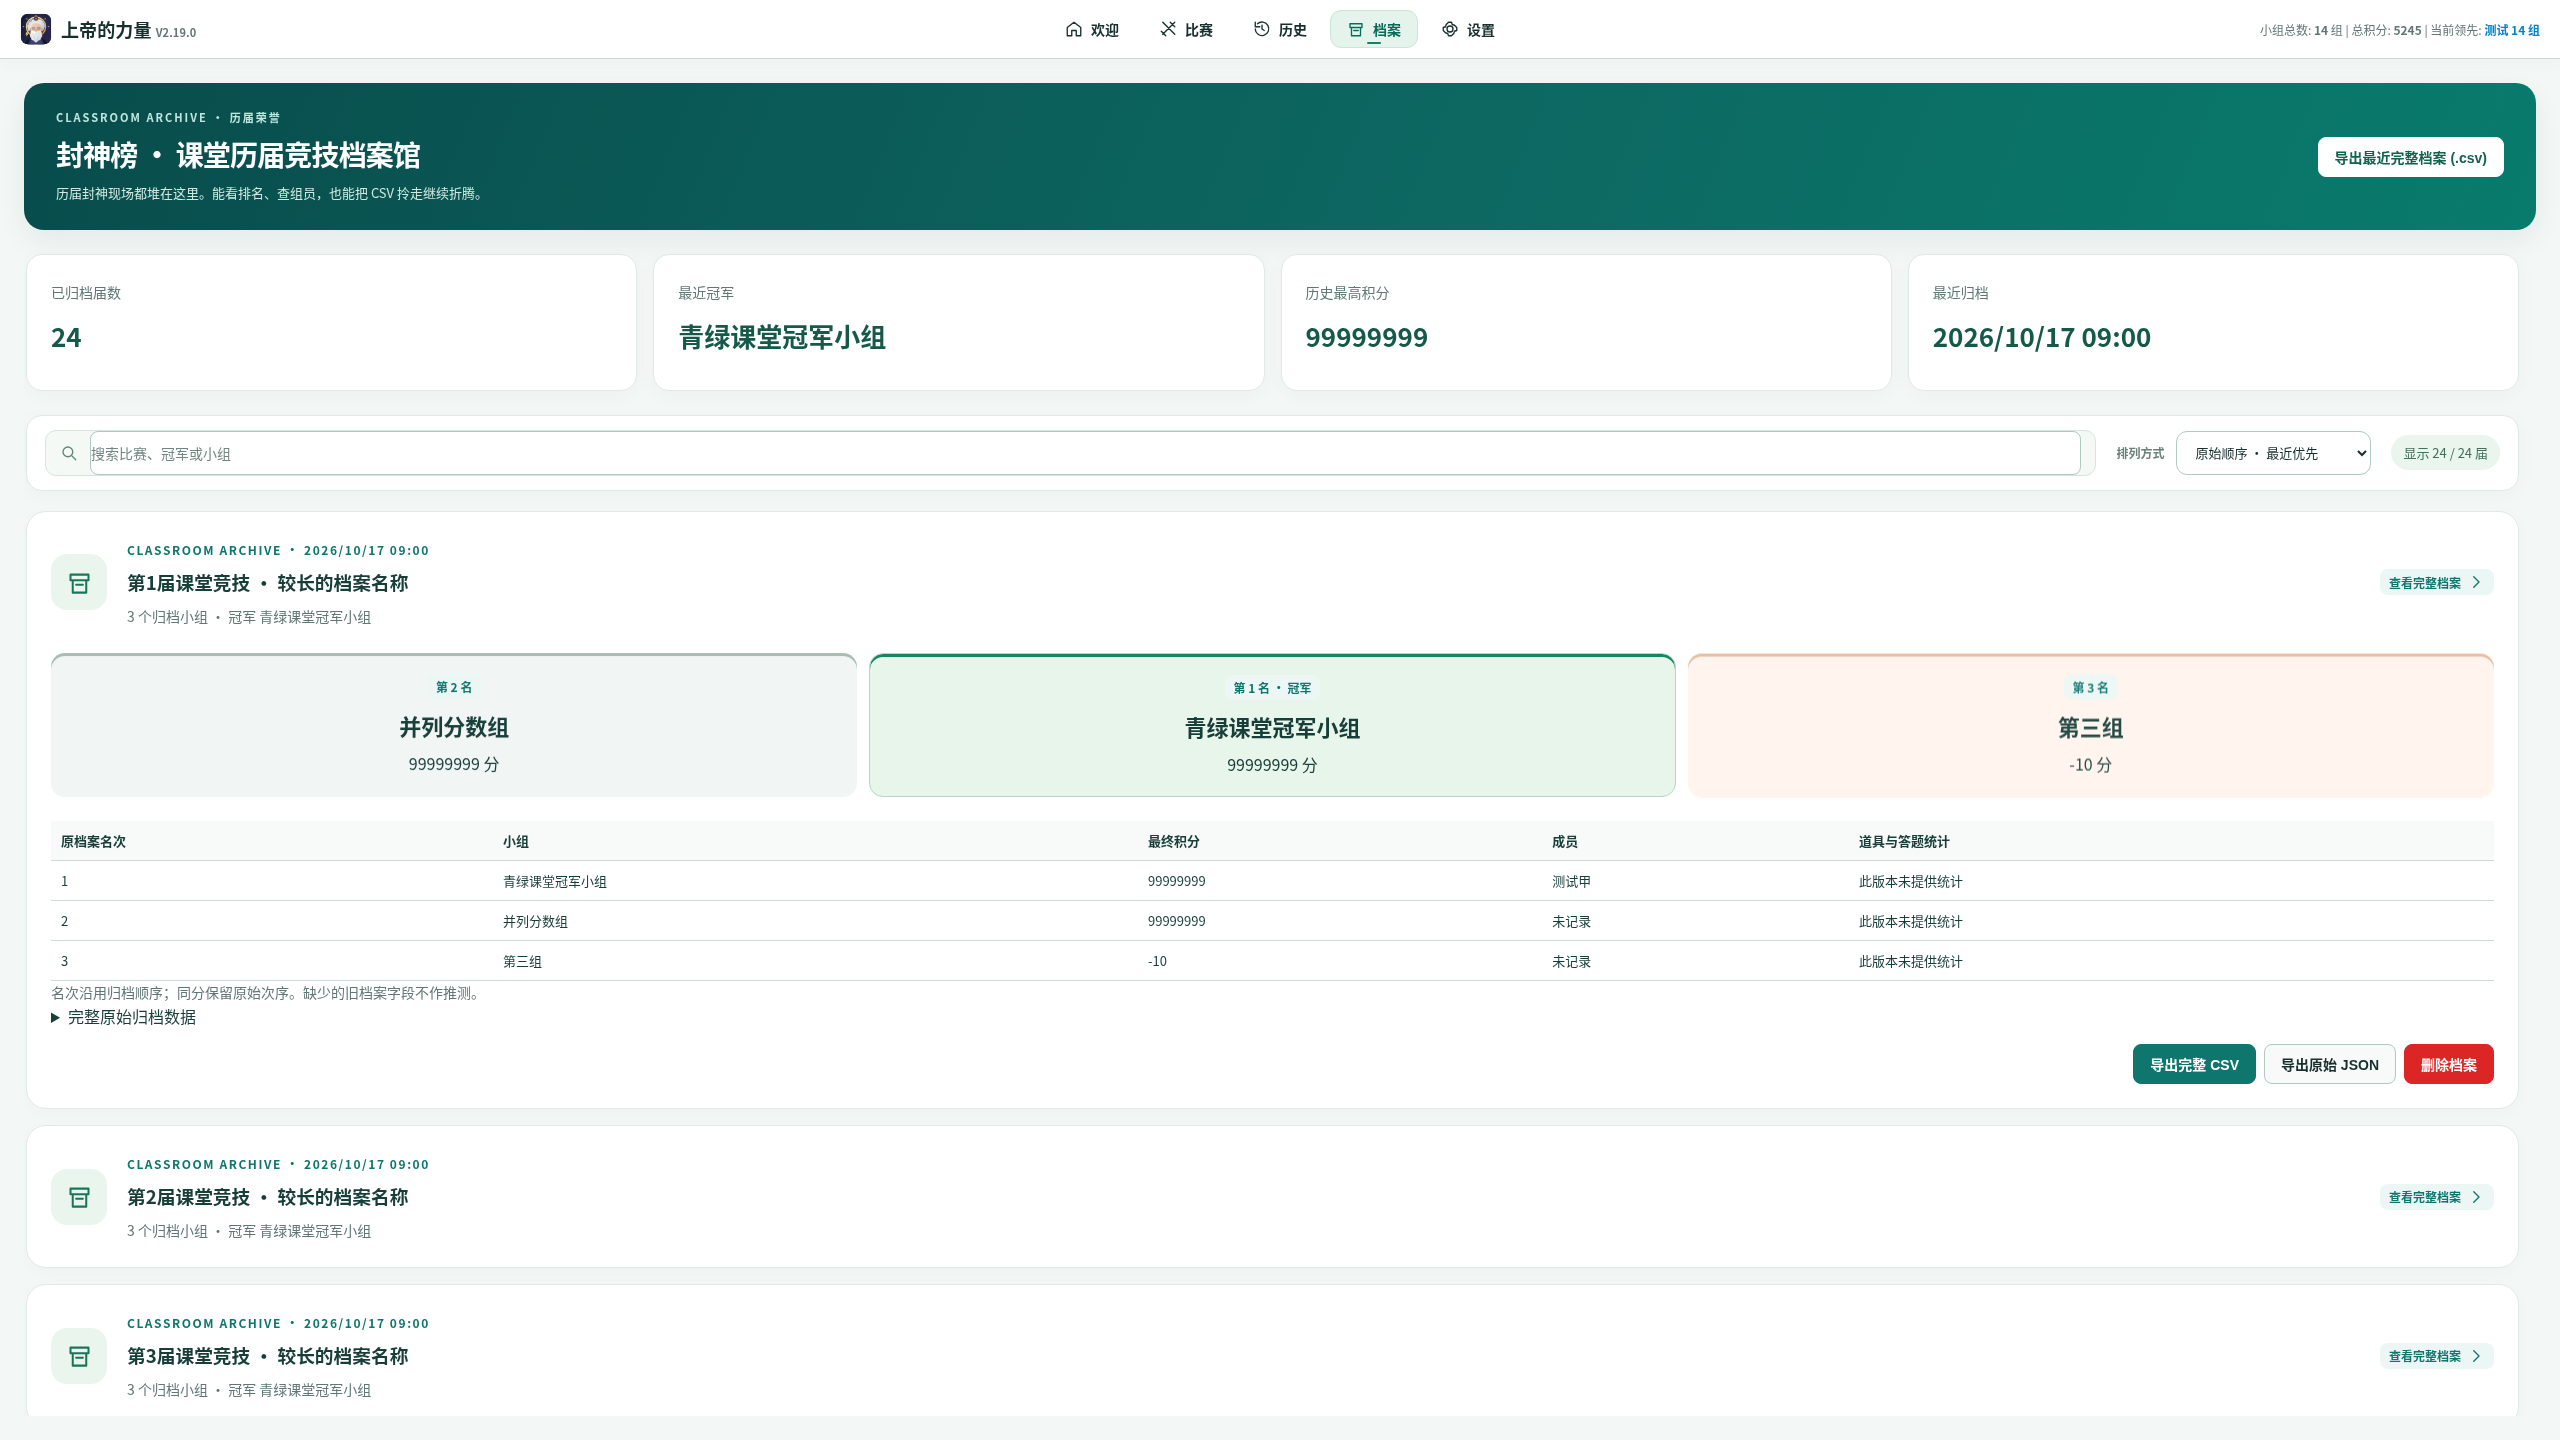 上帝的力量 V2.19.0
欢迎 比赛 历史 档案 设置
小组总数: 14 组 | 总积分: 5245 | 当前领先: 测试 14 组
CLASSROOM ARCHIVE · 历届荣誉
封神榜 · 课堂历届竞技档案馆
历届封神现场都堆在这里。能看排名、查组员，也能把 CSV 拎走继续折腾。
导出最近完整档案 (.csv)
已归档届数
24
最近冠军
青绿课堂冠军小组
历史最高积分
99999999
最近归档
2026/10/17 09:00
搜索比赛、冠军或小组
排列方式 原始顺序 · 最近优先 显示 24 / 24 届
CLASSROOM ARCHIVE · 2026/10/17 09:00
第1届课堂竞技 · 较长的档案名称
3 个归档小组 · 冠军 青绿课堂冠军小组
查看完整档案
第 2 名
并列分数组
99999999 分
第 1 名 · 冠军
青绿课堂冠军小组
99999999 分
第 3 名
第三组
-10 分
原档案名次 小组 最终积分 成员 道具与答题统计
1 青绿课堂冠军小组 99999999 测试甲 此版本未提供统计
2 并列分数组 99999999 未记录 此版本未提供统计
3 第三组 -10 未记录 此版本未提供统计
名次沿用归档顺序；同分保留原始次序。缺少的旧档案字段不作推测。
完整原始归档数据
导出完整 CSV 导出原始 JSON 删除档案
CLASSROOM ARCHIVE · 2026/10/17 09:00
第2届课堂竞技 · 较长的档案名称
3 个归档小组 · 冠军 青绿课堂冠军小组
查看完整档案
CLASSROOM ARCHIVE · 2026/10/17 09:00
第3届课堂竞技 · 较长的档案名称
3 个归档小组 · 冠军 青绿课堂冠军小组
查看完整档案